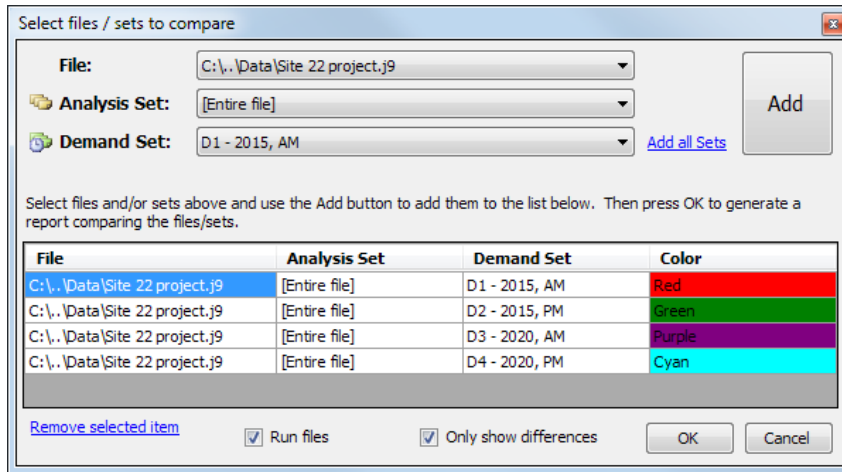 Select files / sets to compare
File:
C:\..\Data\Site 22 project.j9
Analysis Set:
[Entire file]
Add
Demand Set:
D1 - 2015, AM
Add all Sets
Select files and/or sets above and use the Add button to add them to the list below.  Then press OK to generate a
report comparing the files/sets.
File Analysis Set Demand Set Color
C:\..\Data\Site 22 project.j9 [Entire file] D1 - 2015, AM Red
C:\..\Data\Site 22 project.j9 [Entire file] D2 - 2015, PM Green
C:\..\Data\Site 22 project.j9 [Entire file] D3 - 2020, AM Purple
C:\..\Data\Site 22 project.j9 [Entire file] D4 - 2020, PM Cyan
Remove selected item
Run files
Only show differences
OK
Cancel